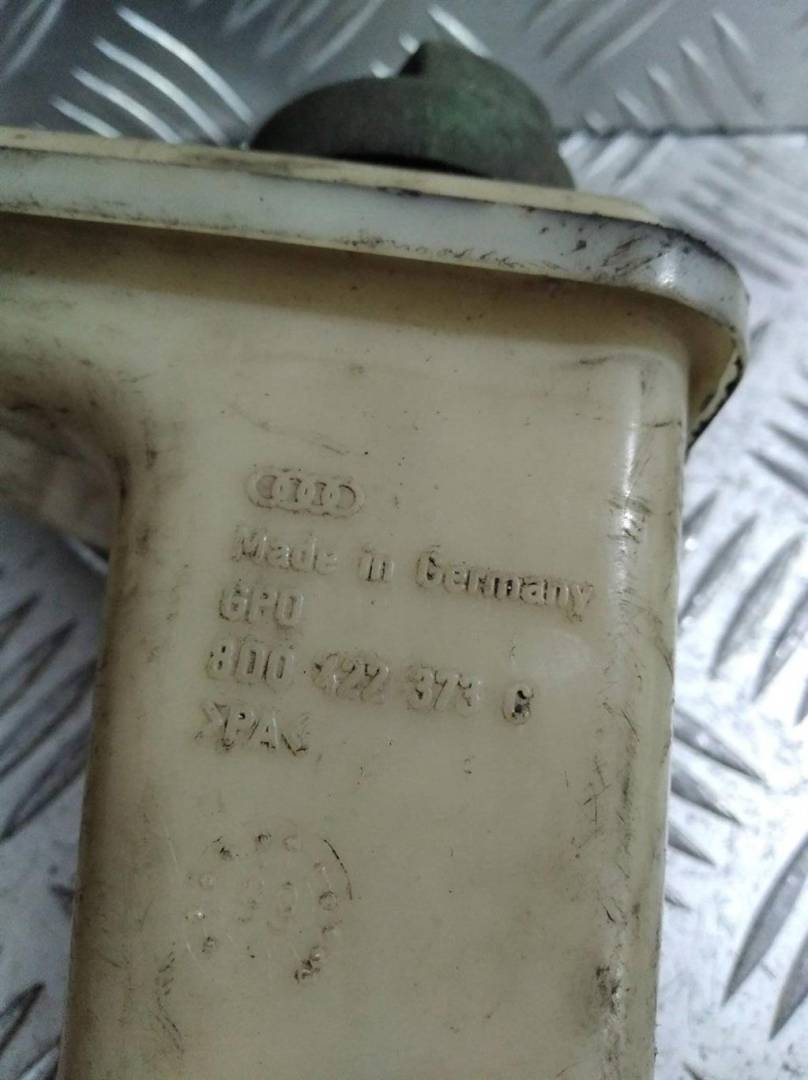 Made in Germany
GPO
8D0 422 373 C
>PA<